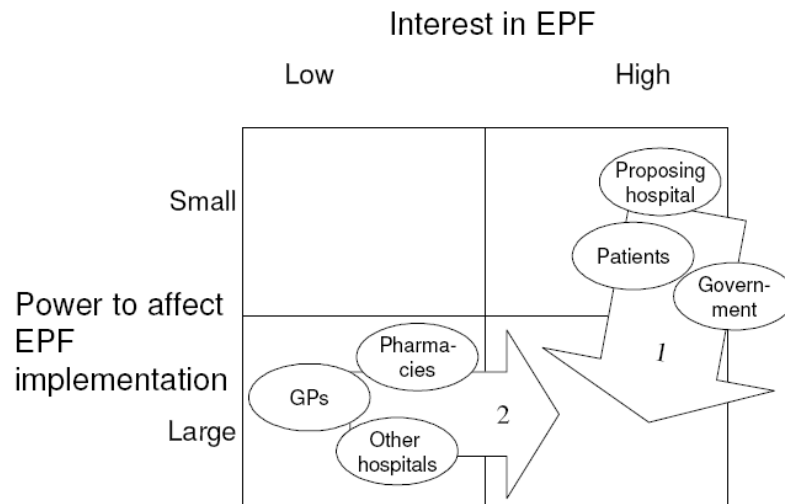 Interest in EPF
Low
High
Small
Proposing
hospital
Patients
Govern-
ment
Power to affect
EPF
implementation
Pharma-
cies
1
GPs
2
Large
Other
hospitals